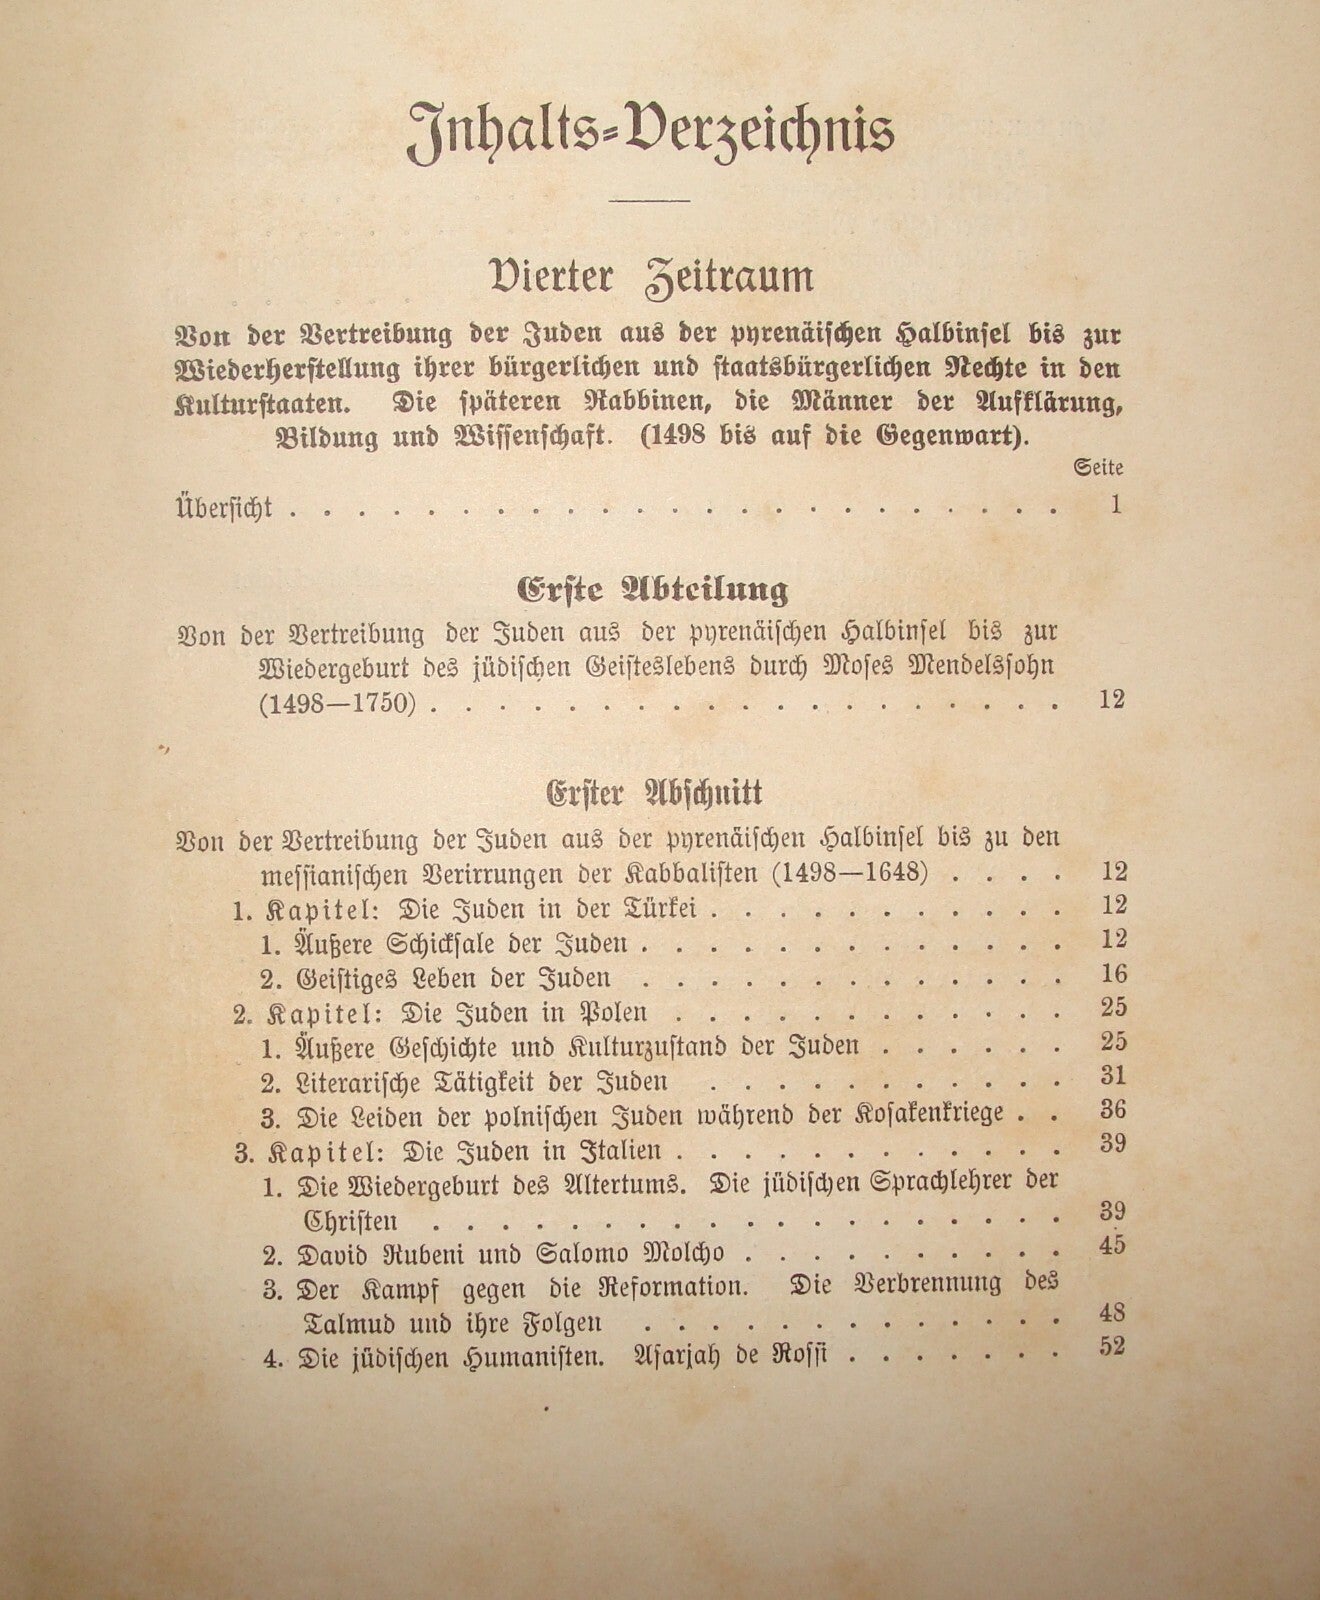 Inhalts-Verzeichnis
Vierter Zeitraum
Von der Vertreibung der Juden aus der pyrenäischen Halbinsel bis zur
Wiederherstellung ihrer bürgerlichen und staatsbürgerlichen Rechte in den
Kulturstaaten. Die späteren Rabbinen, die Männer der Aufklärung,
Bildung und Wissenschaft. (1498 bis auf die Gegenwart).
Seite
Übersicht . . . . . . . . . . . . . . . . . . . . . . . 1
Erste Abteilung
Von der Vertreibung der Juden aus der pyrenäischen Halbinsel bis zur
Wiedergeburt des jüdischen Geisteslebens durch Moses Mendelssohn
(1498—1750) . . . . . . . . . . . . . . . . . . . 12
Erster Abschnitt
Von der Vertreibung der Juden aus der pyrenäischen Halbinsel bis zu den
messianischen Verirrungen der Kabbalisten (1498—1648) . . . . 12
1. Kapitel: Die Juden in der Türkei . . . . . . . . . . . 12
1. Äußere Schicksale der Juden . . . . . . . . . . . . . 12
2. Geistiges Leben der Juden . . . . . . . . . . . . . 16
2. Kapitel: Die Juden in Polen . . . . . . . . . . . . 25
1. Äußere Geschichte und Kulturzustand der Juden . . . . . . 25
2. Literarische Tätigkeit der Juden . . . . . . . . . . . 31
3. Die Leiden der polnischen Juden während der Kosakenkriege . . 36
3. Kapitel: Die Juden in Italien . . . . . . . . . . . . 39
1. Die Wiedergeburt des Altertums. Die jüdischen Sprachlehrer der
Christen . . . . . . . . . . . . . . . . . . . 39
2. David Rubeni und Salomo Molcho . . . . . . . . . . 45
3. Der Kampf gegen die Reformation. Die Verbrennung des
Talmud und ihre Folgen . . . . . . . . . . . . . 48
4. Die jüdischen Humanisten. Asarjah de Rossi . . . . . . . 52